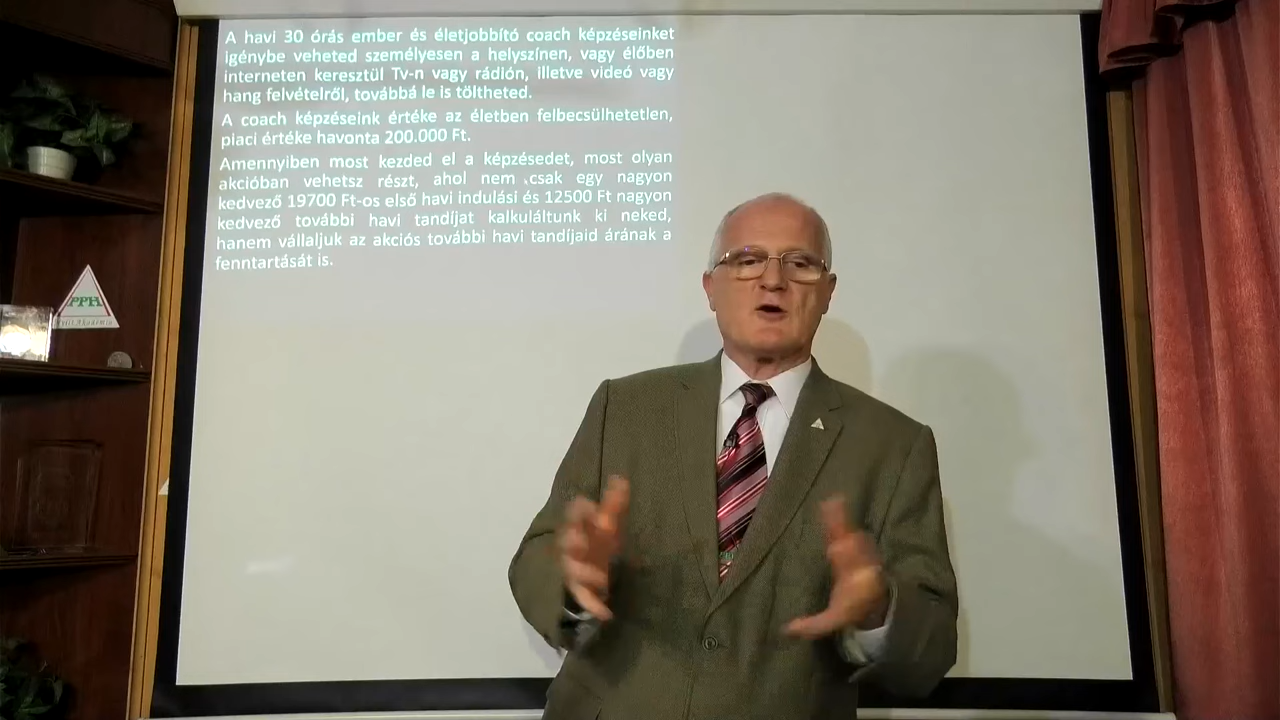 A havi 30 órás ember és életjobbító coach képzéseinket
igénybe veheted személyesen a helyszínen, vagy élőben
interneten keresztül Tv-n vagy rádión, illetve videó vagy
hang felvételről, továbbá le is töltheted.
A coach képzéseink értéke az életben felbecsülhetetlen,
piaci értéke havonta 200.000 Ft.
Amennyiben most kezded el a képzésedet, most olyan
akcióban vehetsz részt, ahol nem csak egy nagyon
kedvező 19700 Ft-os első havi indulási és 12500 Ft nagyon
kedvező további havi tandíjat kalkuláltunk ki neked,
hanem vállaljuk az akciós további havi tandíjaid árának a
fenntartását is.
PPH
Akadémia